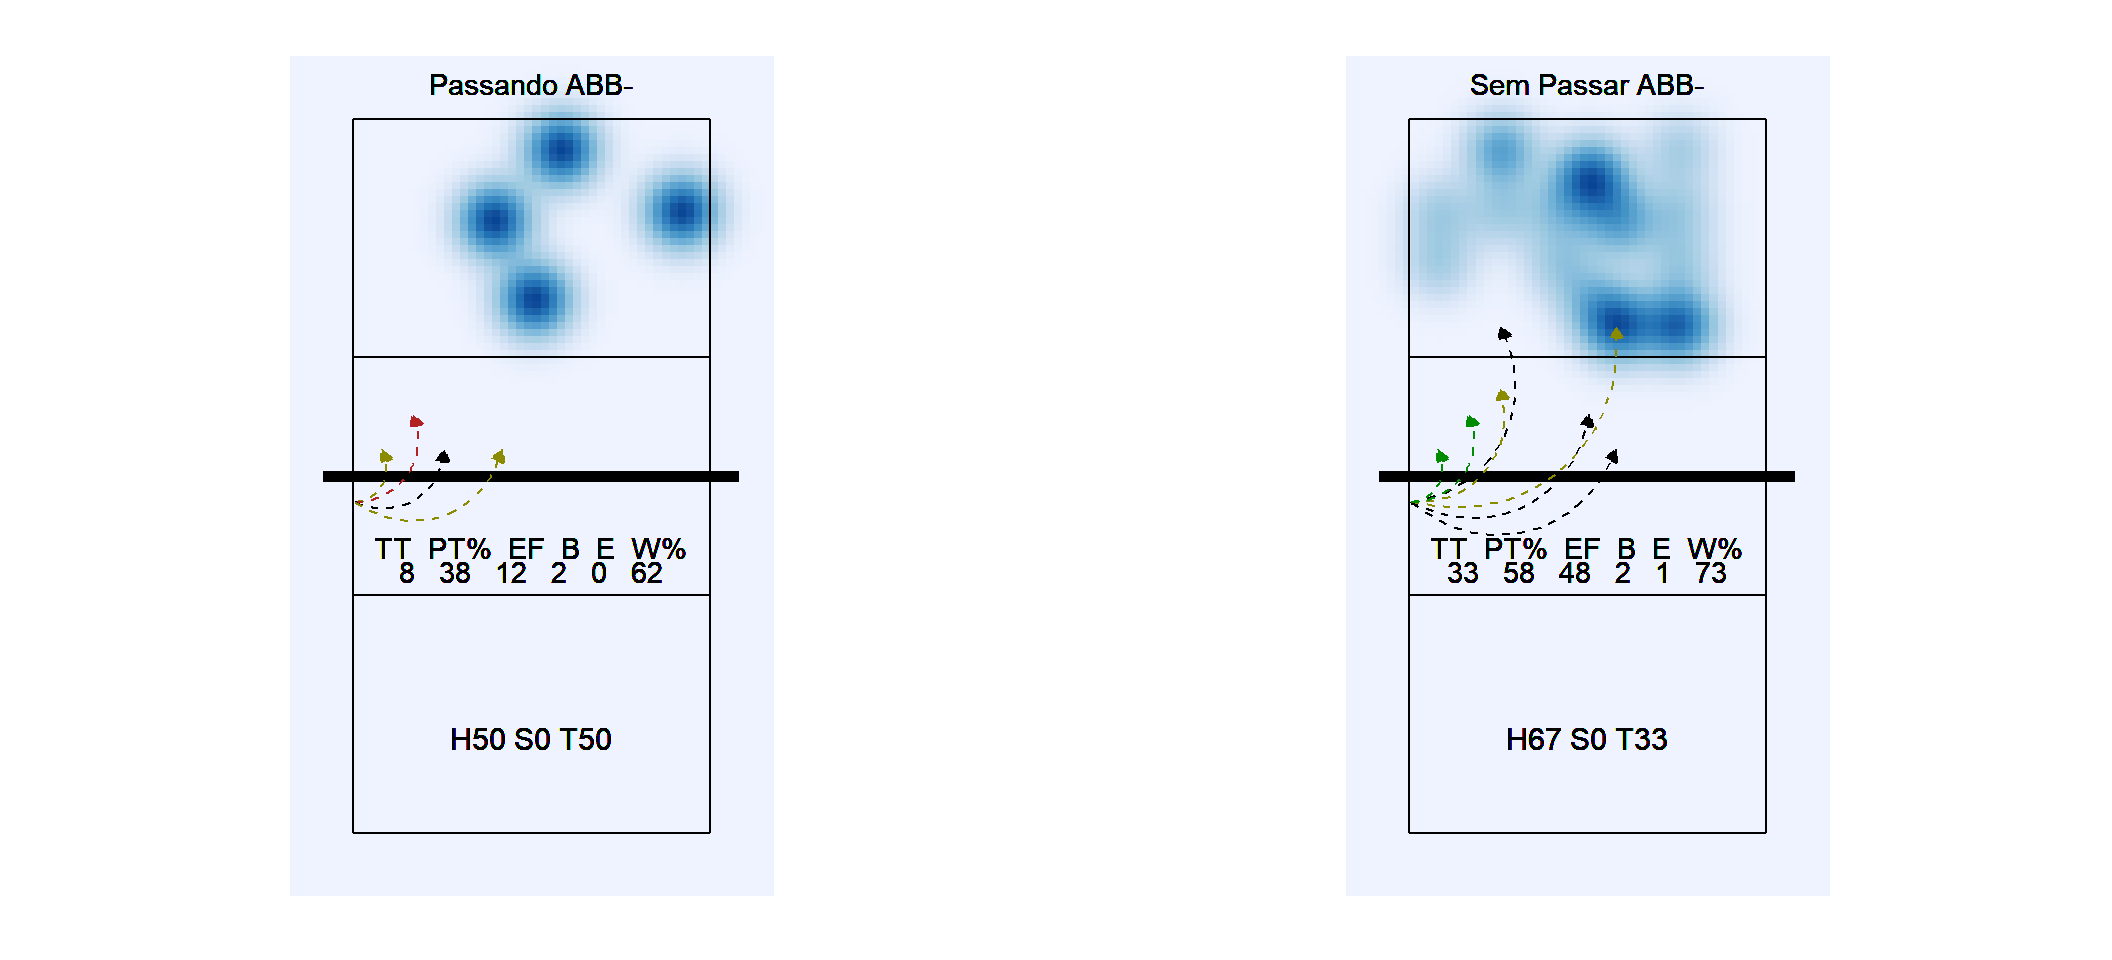 Passando ABB-
TT PT% EF B E W%
8 38 12 2 0 62
H50 S0 T50
Sem Passar ABB-
TT PT% EF B E W%
33 58 48 2 1 73
H67 S0 T33